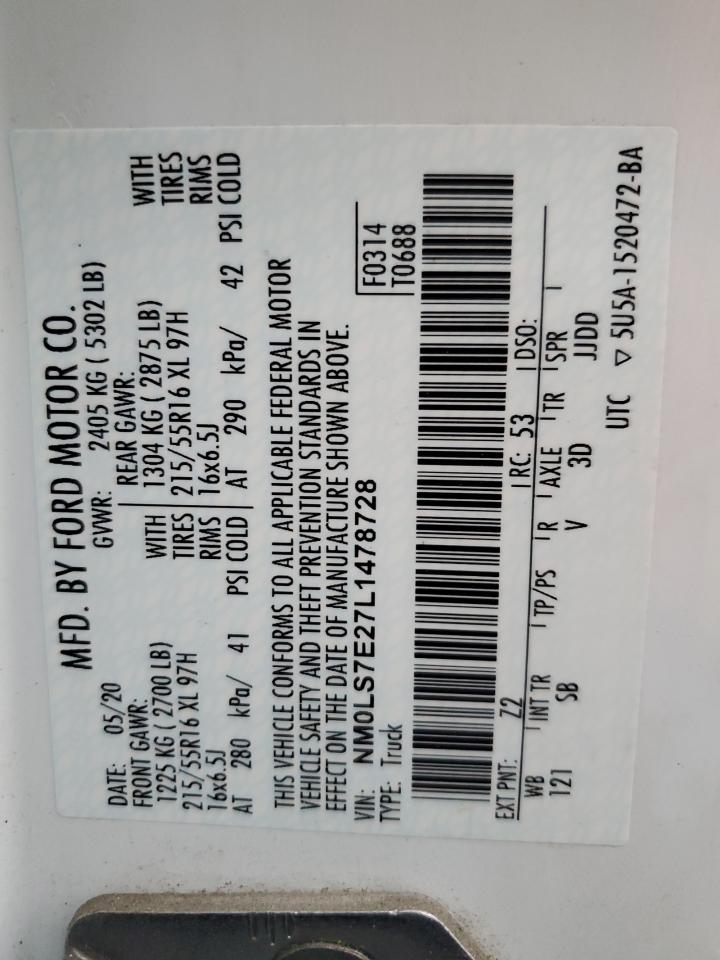 MFD. BY FORD MOTOR CO.
DATE: 05/20 GVWR: 2405 KG ( 5302 LB)
FRONT GAWR: REAR GAWR:
1225 KG ( 2700 LB) WITH 1304 KG ( 2875 LB) WITH
215/55R16 XL 97H TIRES 215/55R16 XL 97H TIRES
16x6.5J RIMS 16x6.5J RIMS
AT 280 kPa/ 41 PSI COLD AT 290 kPa/ 42 PSI COLD
THIS VEHICLE CONFORMS TO ALL APPLICABLE FEDERAL MOTOR
VEHICLE SAFETY AND THEFT PREVENTION STANDARDS IN
EFFECT ON THE DATE OF MANUFACTURE SHOWN ABOVE.
VIN: NM0LS7E27L1478728 F0314
TYPE: Truck T0688
EXT PNT: Z2 RC: 53 DSO:
WB INT TR TP/PS R AXLE TR SPR
121 SB V 3D JJDD
UTC ▽ 5U5A-1520472-BA